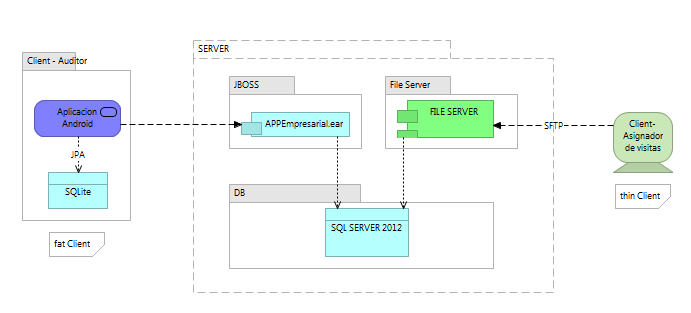 SERVER
Client - Auditor
JBOSS
File Server
Aplicacion
Android
APPEmpresarial.ear
FILE SERVER
SFTP
Client-
Asignador
de visitas
JPA
SQLite
DB
thin Client
SQL SERVER 2012
fat Client